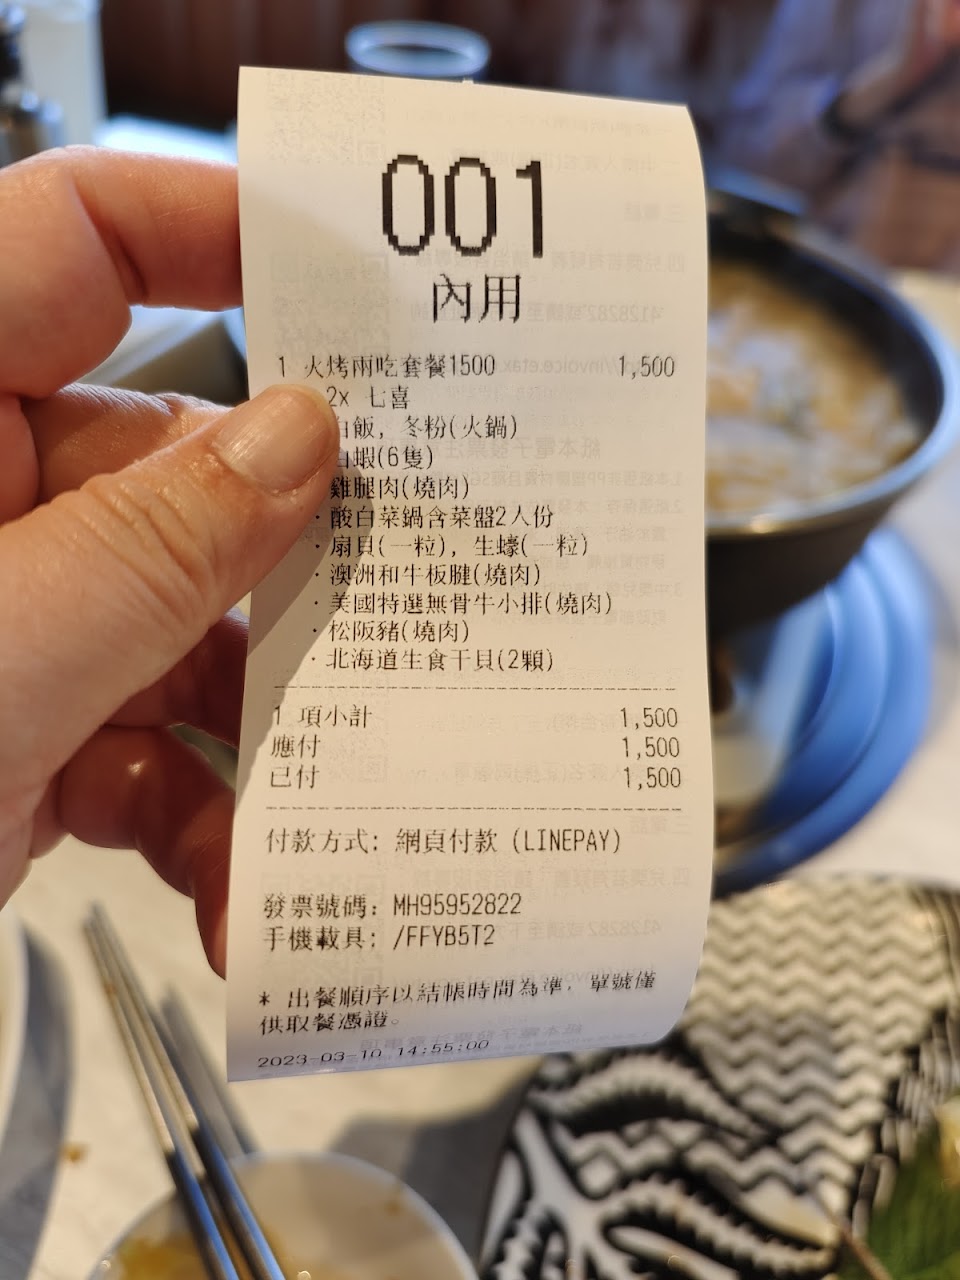 001
內用
1 火烤兩吃套餐1500 1,500
2x 七喜
白飯, 冬粉(火鍋)
白蝦(6隻)
雞腿肉(燒肉)
· 酸白菜鍋含菜盤2人份
· 扇貝(一粒), 生蠔(一粒)
· 澳洲和牛板腱(燒肉)
· 美國特選無骨牛小排(燒肉)
· 松阪豬(燒肉)
· 北海道生食干貝(2顆)
1 項小計 1,500
應付 1,500
已付 1,500
付款方式: 網頁付款 (LINEPAY)
發票號碼: MH95952822
手機載具: /FFYB5T2
* 出餐順序以結帳時間為準, 單號僅
供取餐憑證。
2023-03-10 14:55:00